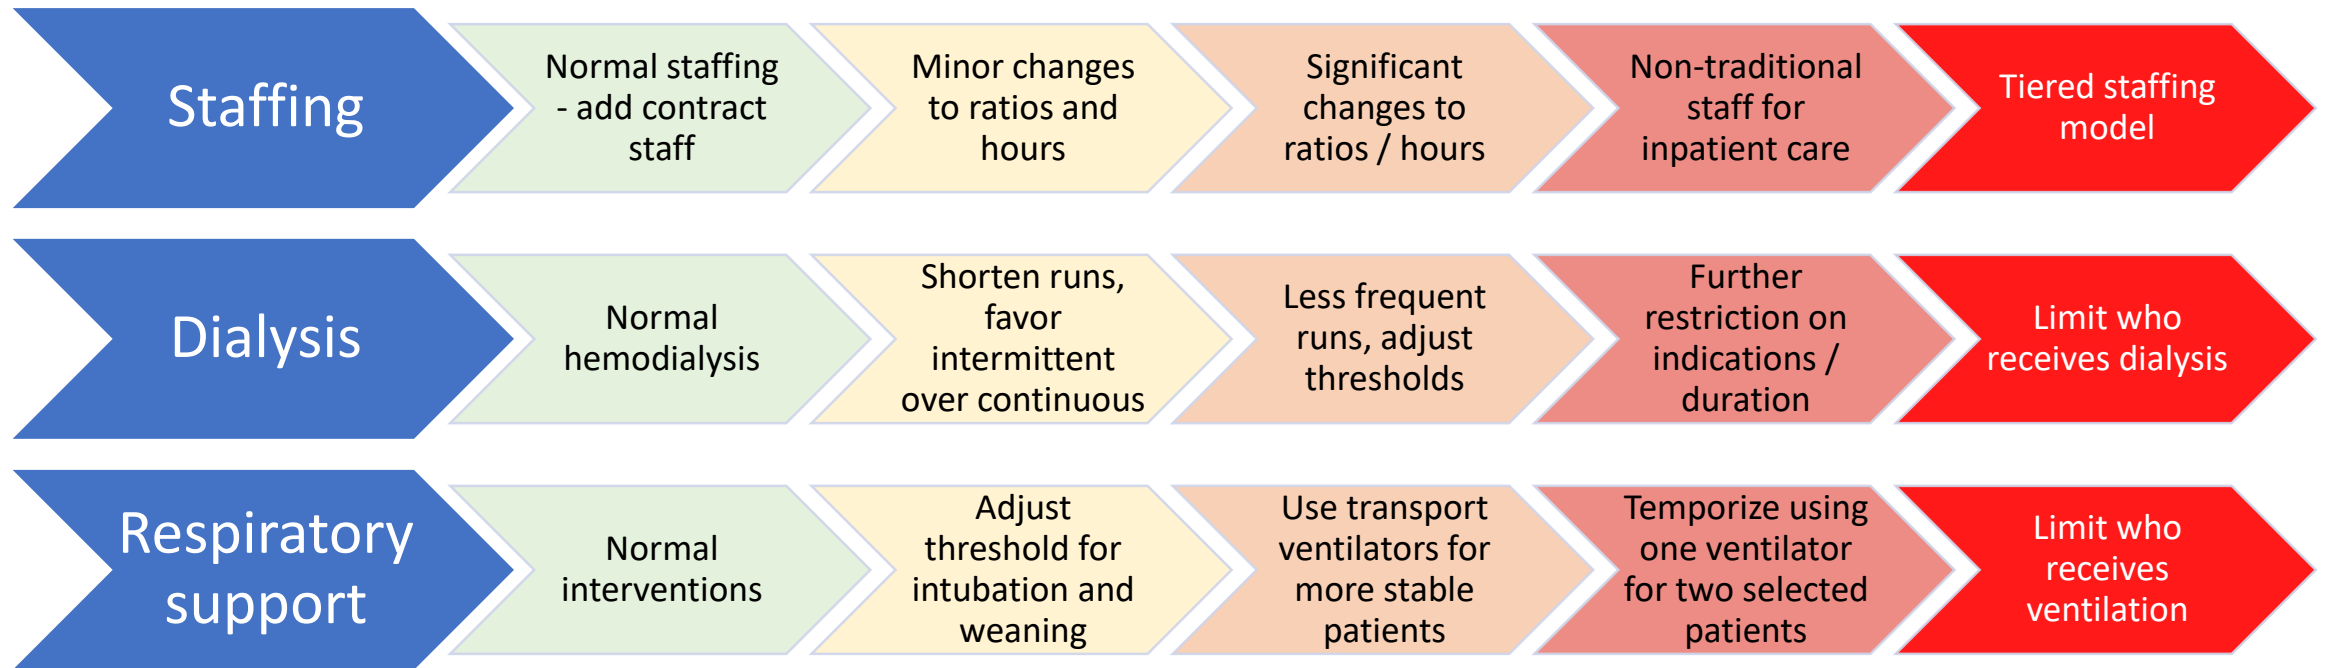 Staffing
Normal staffing
- add contract
staff
Minor changes
to ratios and
hours
Significant
changes to
ratios / hours
Non-traditional
staff for
inpatient care
Tiered staffing
model
Dialysis
Normal
hemodialysis
Shorten runs,
favor
intermittent
over continuous
Less frequent
runs, adjust
thresholds
Further
restriction on
indications /
duration
Limit who
receives dialysis
Respiratory
support
Normal
interventions
Adjust
threshold for
intubation and
weaning
Use transport
ventilators for
more stable
patients
Temporize using
one ventilator
for two selected
patients
Limit who
receives
ventilation